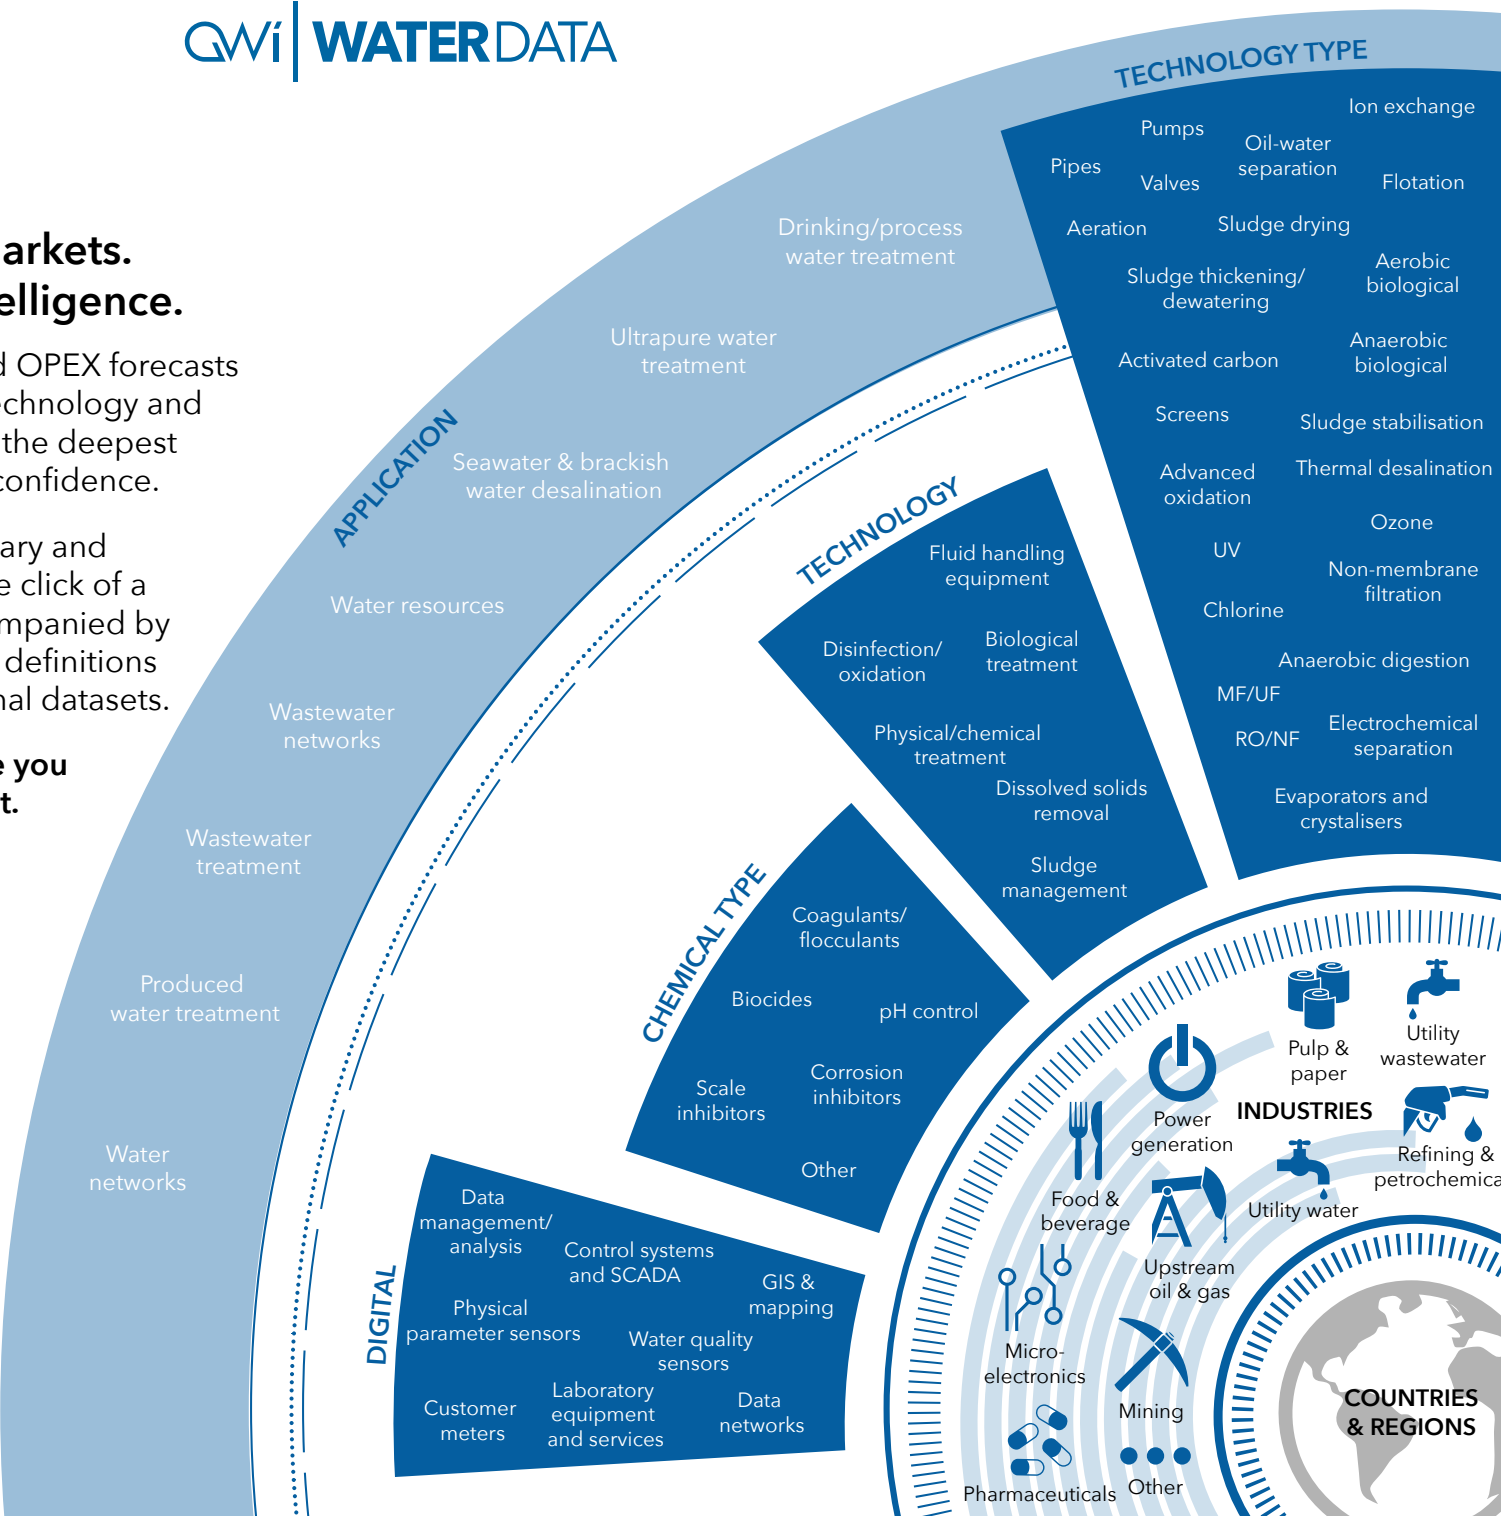 GWI | WATERDATA
arkets.
elligence.
OPEX forecasts
echnology and
the deepest
confidence.
ary and
click of a
mpanied by
definitions
nal datasets.
you
t.
APPLICATION
Drinking/process
water treatment
Ultrapure water
treatment
Seawater & brackish
water desalination
Water resources
Wastewater
networks
Wastewater
treatment
Produced
water treatment
Water
networks
TECHNOLOGY TYPE
Ion exchange
Pumps
Oil-water
separation
Pipes
Valves
Flotation
Aeration
Sludge drying
Aerobic
biological
Sludge thickening/
dewatering
Anaerobic
biological
Activated carbon
Screens
Sludge stabilisation
Advanced
oxidation
Thermal desalination
Ozone
UV
Non-membrane
filtration
Chlorine
Anaerobic digestion
MF/UF
RO/NF
Electrochemical
separation
Evaporators and
crystalisers
TECHNOLOGY
Fluid handling
equipment
Disinfection/
oxidation
Biological
treatment
Physical/chemical
treatment
Dissolved solids
removal
Sludge
management
CHEMICAL TYPE
Coagulants/
flocculants
Biocides
pH control
Corrosion
inhibitors
Scale
inhibitors
Other
DIGITAL
Data
management/
analysis
Control systems
and SCADA
GIS &
mapping
Physical
parameter sensors
Water quality
sensors
Customer
meters
Laboratory
equipment
and services
Data
networks
INDUSTRIES
Pulp &
paper
Utility
wastewater
Power
generation
Refining &
petrochemica
Food &
beverage
Utility water
Upstream
oil & gas
Micro-
electronics
Mining
Pharmaceuticals
Other
COUNTRIES
& REGIONS